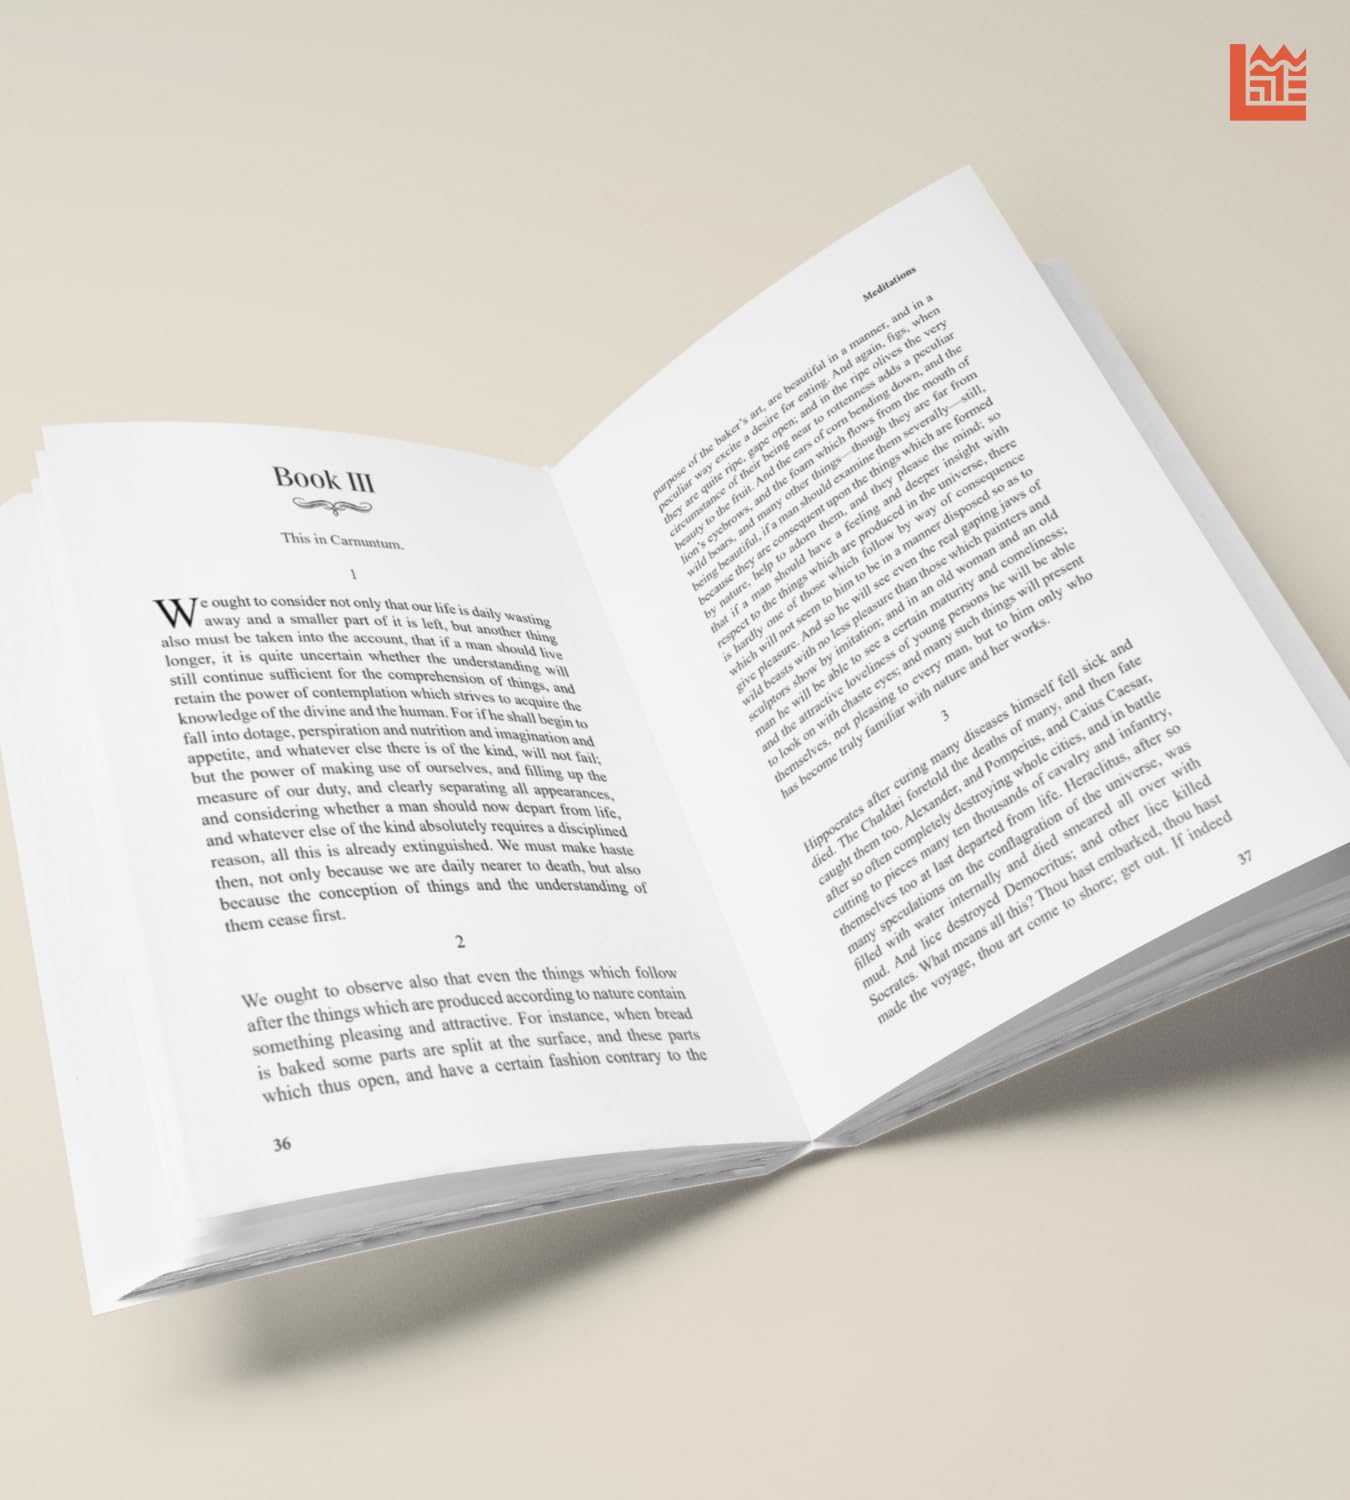 Book III
This in Carnuntum.
1
We ought to consider not only that our life is daily wasting
away and a smaller part of it is left, but another thing
also must be taken into the account, that if a man should live
longer, it is quite uncertain whether the understanding will
still continue sufficient for the comprehension of things, and
retain the power of contemplation which strives to acquire the
knowledge of the divine and the human. For if he shall begin to
fall into dotage, perspiration and nutrition and imagination and
appetite, and whatever else there is of the kind, will not fail;
but the power of making use of ourselves, and filling up the
measure of our duty, and clearly separating all appearances,
and considering whether a man should now depart from life,
and whatever else of the kind absolutely requires a disciplined
reason, all this is already extinguished. We must make haste
then, not only because we are daily nearer to death, but also
because the conception of things and the understanding of
them cease first.
2
We ought to observe also that even the things which follow
after the things which are produced according to nature contain
something pleasing and attractive. For instance, when bread
is baked some parts are split at the surface, and these parts
which thus open, and have a certain fashion contrary to the
36
Meditations
purpose of the baker's art, are beautiful in a manner, and in a
peculiar way excite a desire for eating. And again, figs, when
they are quite ripe, gape open; and in the ripe olives the very
circumstance of their being near to rottenness adds a peculiar
beauty to the fruit. And the ears of corn bending down, and the
lion's eyebrows, and the foam which flows from the mouth of
wild boars, and many other things—though they are far from
being beautiful, if a man should examine them severally—still,
because they are consequent upon the things which are formed
by nature, help to adorn them, and they please the mind; so
that if a man should have a feeling and deeper insight with
respect to the things which are produced in the universe, there
is hardly one of those which follow by way of consequence
which will not seem to him to be in a manner disposed so as to
give pleasure. And so he will see even the real gaping jaws of
wild beasts with no less pleasure than those which painters and
sculptors show by imitation; and in an old woman and an old
man he will be able to see a certain maturity and comeliness;
and the attractive loveliness of young persons he will be able
to look on with chaste eyes; and many such things will present
themselves, not pleasing to every man, but to him only who
has become truly familiar with nature and her works.
3
Hippocrates after curing many diseases himself fell sick and
died. The Chaldæi foretold the deaths of many, and then fate
caught them too. Alexander, and Pompeius, and Caius Caesar,
after so often completely destroying whole cities, and in battle
cutting to pieces many ten thousands of cavalry and infantry,
themselves too at last departed from life. Heraclitus, after so
many speculations on the conflagration of the universe, was
filled with water internally and died smeared all over with
mud. And lice destroyed Democritus; and other lice killed
Socrates. What means all this? Thou hast embarked, thou hast
made the voyage, thou art come to shore; get out. If indeed
37